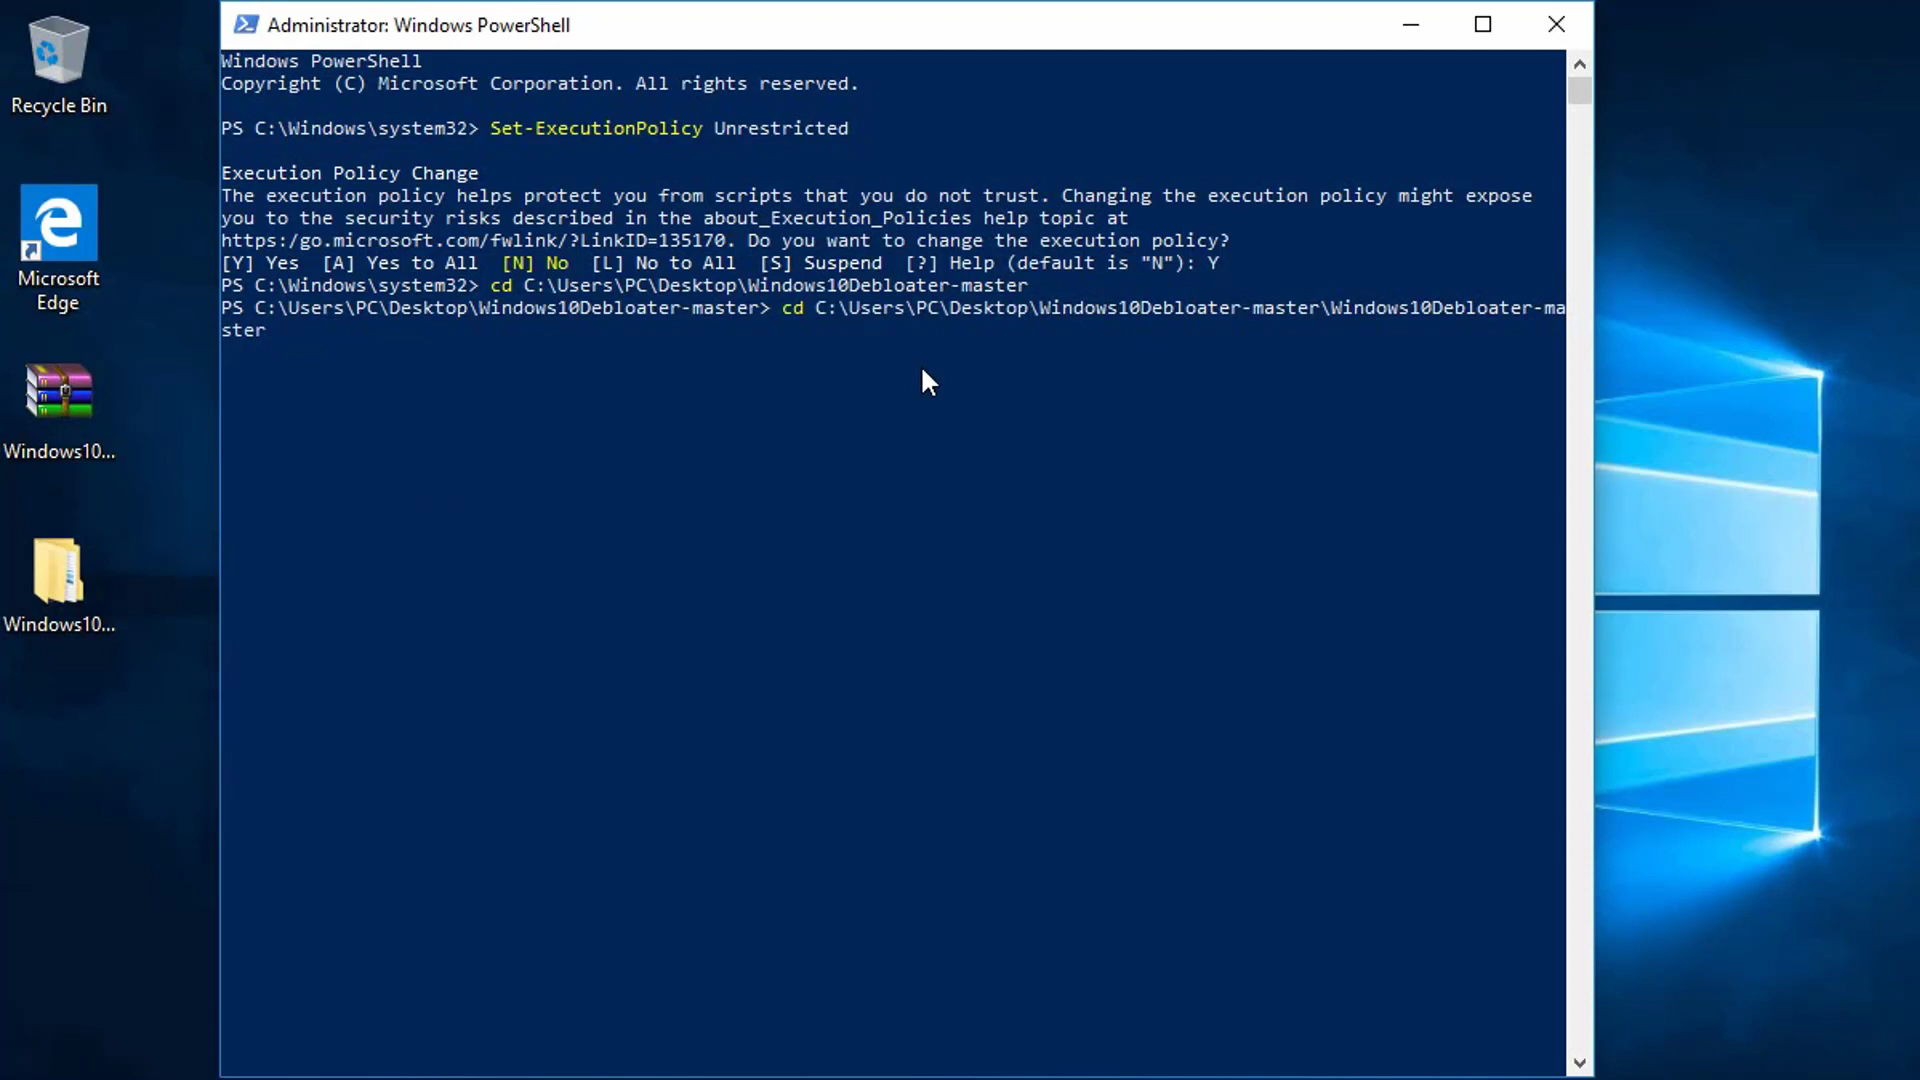 Administrator: Windows PowerShell
Windows PowerShell
Copyright (C) Microsoft Corporation. All rights reserved.
PS C:\Windows\system32> Set-ExecutionPolicy Unrestricted
Execution Policy Change
The execution policy helps protect you from scripts that you do not trust. Changing the execution policy might expose
you to the security risks described in the about_Execution_Policies help topic at
https:/go.microsoft.com/fwlink/?LinkID=135170. Do you want to change the execution policy?
[Y] Yes  [A] Yes to All  [N] No  [L] No to All  [S] Suspend  [?] Help (default is "N"): Y
PS C:\Windows\system32> cd C:\Users\PC\Desktop\Windows10Debloater-master
PS C:\Users\PC\Desktop\Windows10Debloater-master> cd C:\Users\PC\Desktop\Windows10Debloater-master\Windows10Debloater-ma
ster
Recycle Bin
Microsoft
Edge
Windows10...
Windows10...